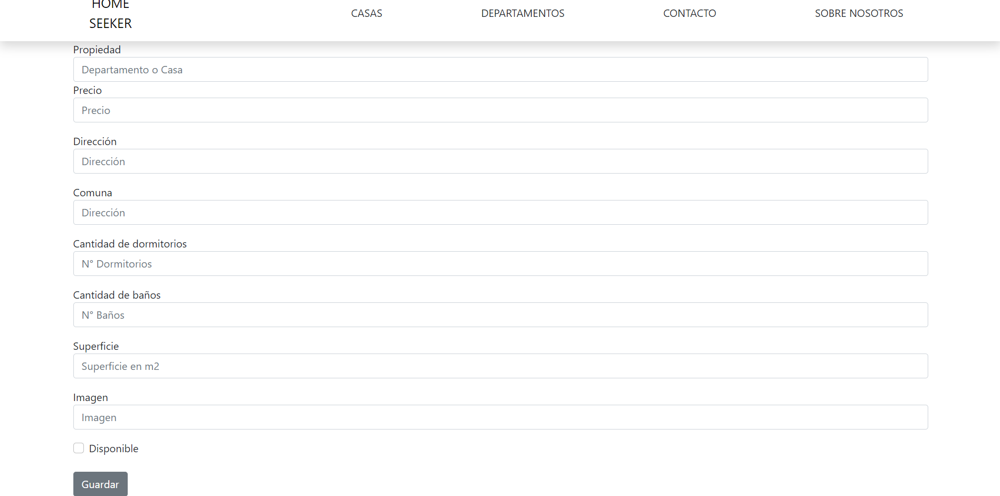 HOME
SEEKER
CASAS
DEPARTAMENTOS
CONTACTO
SOBRE NOSOTROS
Propiedad
Departamento o Casa
Precio
Precio
Dirección
Dirección
Comuna
Dirección
Cantidad de dormitorios
N° Dormitorios
Cantidad de baños
N° Baños
Superficie
Superficie en m2
Imagen
Imagen
Disponible
Guardar